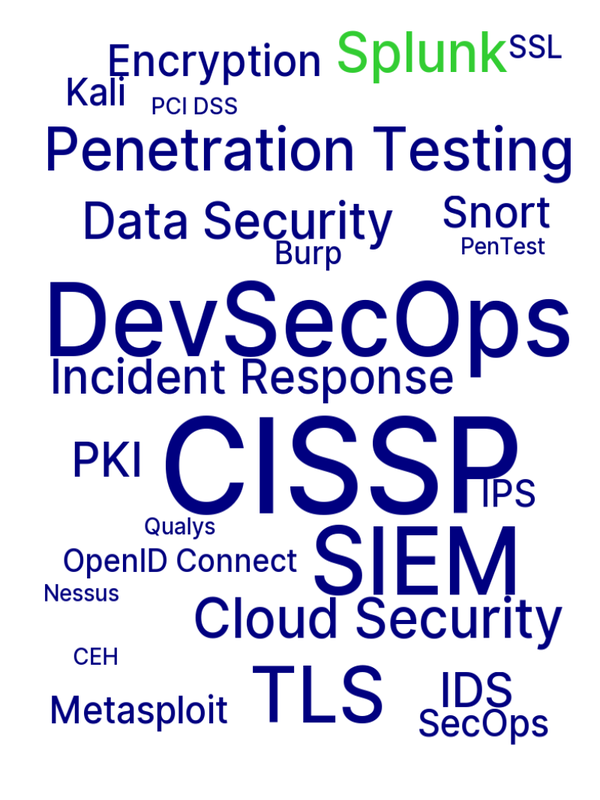 Encryption Splunk SSL
Kali
PCI DSS
Penetration Testing
Data Security Snort
Burp PenTest
DevSecOps
Incident Response
PKI CISSP
IPS
Qualys
OpenID Connect SIEM
Nessus
Cloud Security
CEH
Metasploit TLS IDS
SecOps